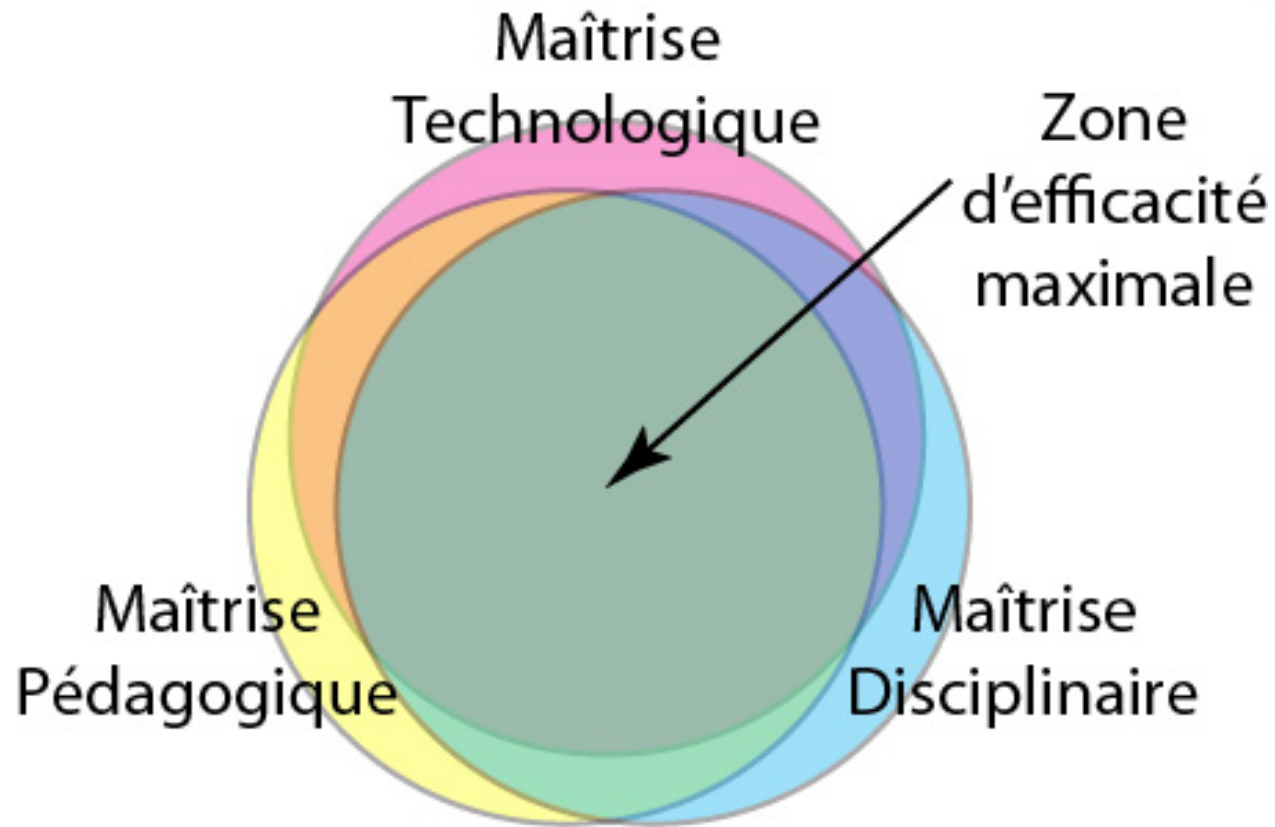 Maîtrise
Technologique
Zone
d'efficacité
maximale
Maîtrise
Pédagogique
Maîtrise
Disciplinaire